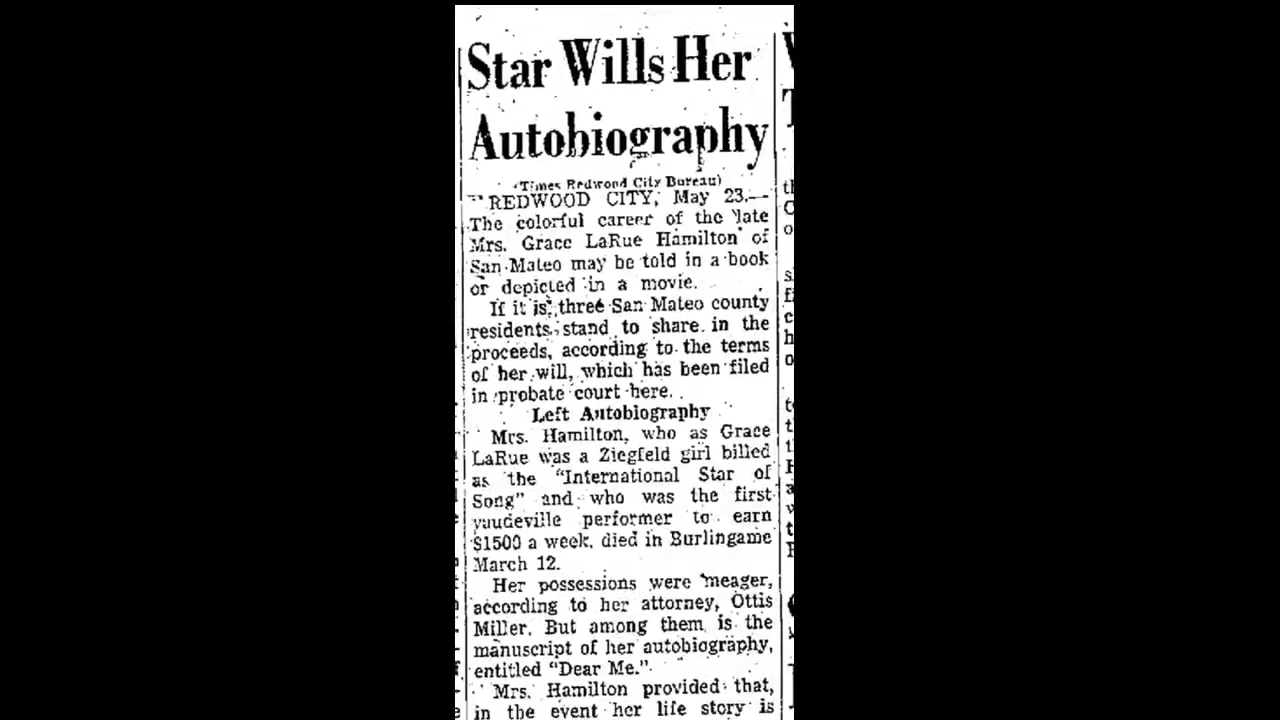 Star Wills Her
Autobiography
(Times Redwood City Bureau)
REDWOOD CITY, May 23.—
The colorful career of the late
Mrs. Grace LaRue Hamilton of
San Mateo may be told in a book
or depicted in a movie.
If it is, three San Mateo county
residents stand to share in the
proceeds, according to the terms
of her will, which has been filed
in probate court here.
Left Autobiography
Mrs. Hamilton, who as Grace
LaRue was a Ziegfeld girl billed
as the "International Star of
Song" and who was the first
vaudeville performer to earn
$1500 a week, died in Burlingame
March 12.
Her possessions were meager,
according to her attorney, Ottis
Miller. But among them is the
manuscript of her autobiography,
entitled "Dear Me."
Mrs. Hamilton provided that,
in the event her life story is